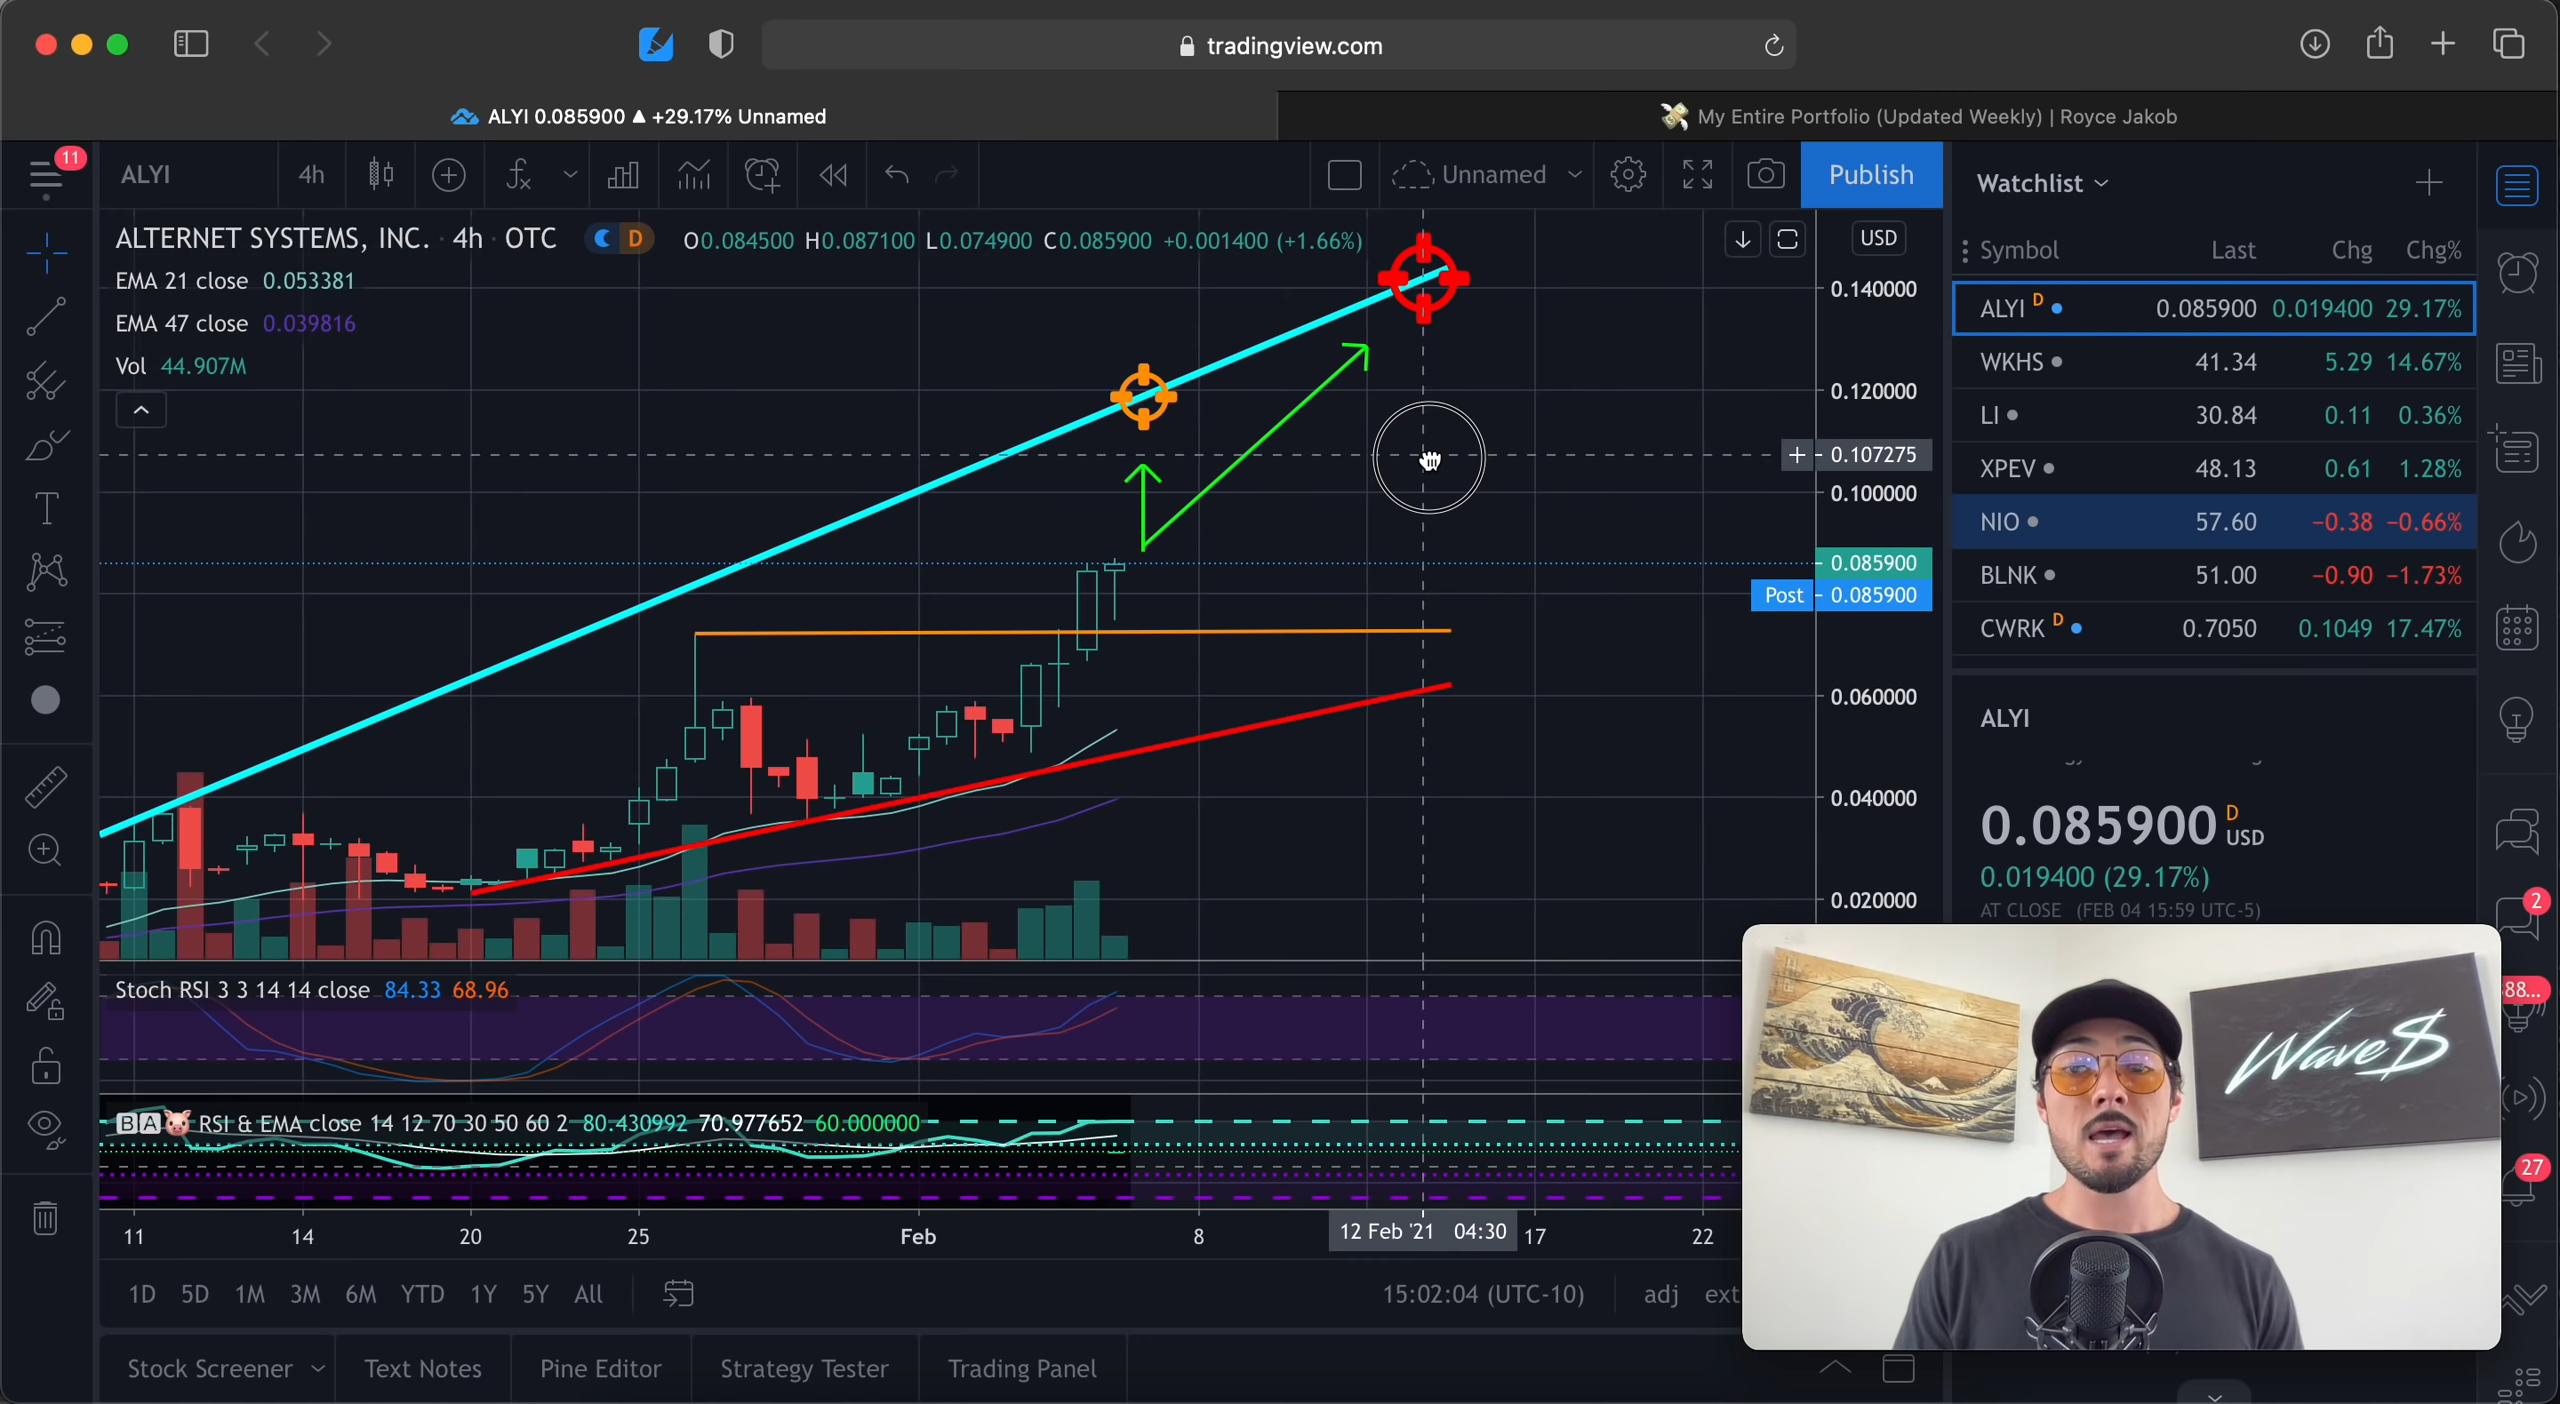 tradingview.com
ALYI 0.085900 ▲ +29.17% Unnamed
My Entire Portfolio (Updated Weekly) | Royce Jakob
11
ALYI
4h
Unnamed
Publish
Watchlist
ALTERNET SYSTEMS, INC. · 4h · OTC
D
O0.084500 H0.087100 L0.074900 C0.085900 +0.001400 (+1.66%)
USD
EMA 21 close 0.053381
EMA 47 close 0.039816
Vol 44.907M
Symbol Last Chg Chg%
ALYI D 0.085900 0.019400 29.17%
WKHS 41.34 5.29 14.67%
LI 30.84 0.11 0.36%
XPEV 48.13 0.61 1.28%
NIO 57.60 −0.38 −0.66%
BLNK 51.00 −0.90 −1.73%
CWRK D 0.7050 0.1049 17.47%
0.140000
0.120000
+ 0.107275
0.100000
0.085900
Post 0.085900
0.060000
0.040000
0.020000
ALYI
0.085900 D USD
0.019400 (29.17%)
AT CLOSE (FEB 04 15:59 UTC-5)
2
88...
27
Stoch RSI 3 3 14 14 close 84.33 68.96
BA RSI & EMA close 14 12 70 30 50 60 2 80.430992 70.977652 60.000000
11 14 20 25 Feb 8 12 Feb '21 04:30 17 22
1D 5D 1M 3M 6M YTD 1Y 5Y All
15:02:04 (UTC-10) adj ext
Stock Screener Text Notes Pine Editor Strategy Tester Trading Panel
Wave$